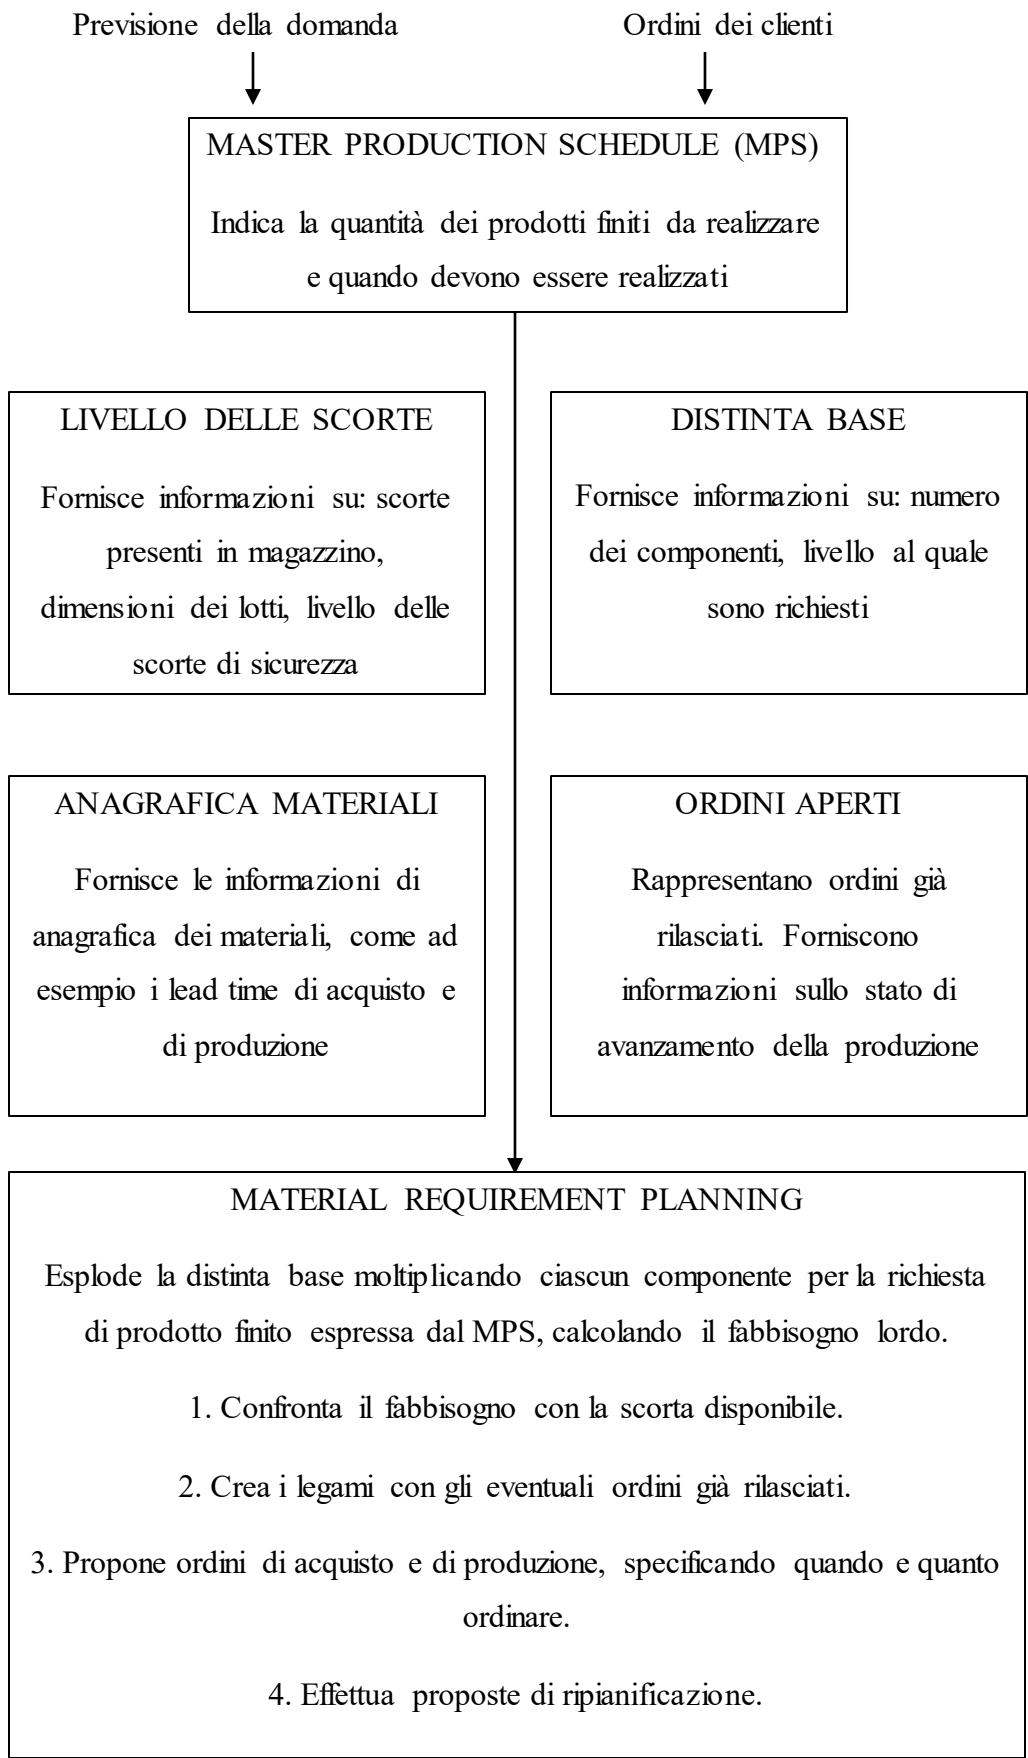 Previsione della domanda
Ordini dei clienti
MASTER PRODUCTION SCHEDULE (MPS)
Indica la quantità dei prodotti finiti da realizzare
e quando devono essere realizzati
LIVELLO DELLE SCORTE
Fornisce informazioni su: scorte
presenti in magazzino,
dimensioni dei lotti, livello delle
scorte di sicurezza
DISTINTA BASE
Fornisce informazioni su: numero
dei componenti, livello al quale
sono richiesti
ANAGRAFICA MATERIALI
Fornisce le informazioni di
anagrafica dei materiali, come ad
esempio i lead time di acquisto e
di produzione
ORDINI APERTI
Rappresentano ordini già
rilasciati. Forniscono
informazioni sullo stato di
avanzamento della produzione
MATERIAL REQUIREMENT PLANNING
Esplode la distinta base moltiplicando ciascun componente per la richiesta
di prodotto finito espressa dal MPS, calcolando il fabbisogno lordo.
1. Confronta il fabbisogno con la scorta disponibile.
2. Crea i legami con gli eventuali ordini già rilasciati.
3. Propone ordini di acquisto e di produzione, specificando quando e quanto
ordinare.
4. Effettua proposte di ripianificazione.